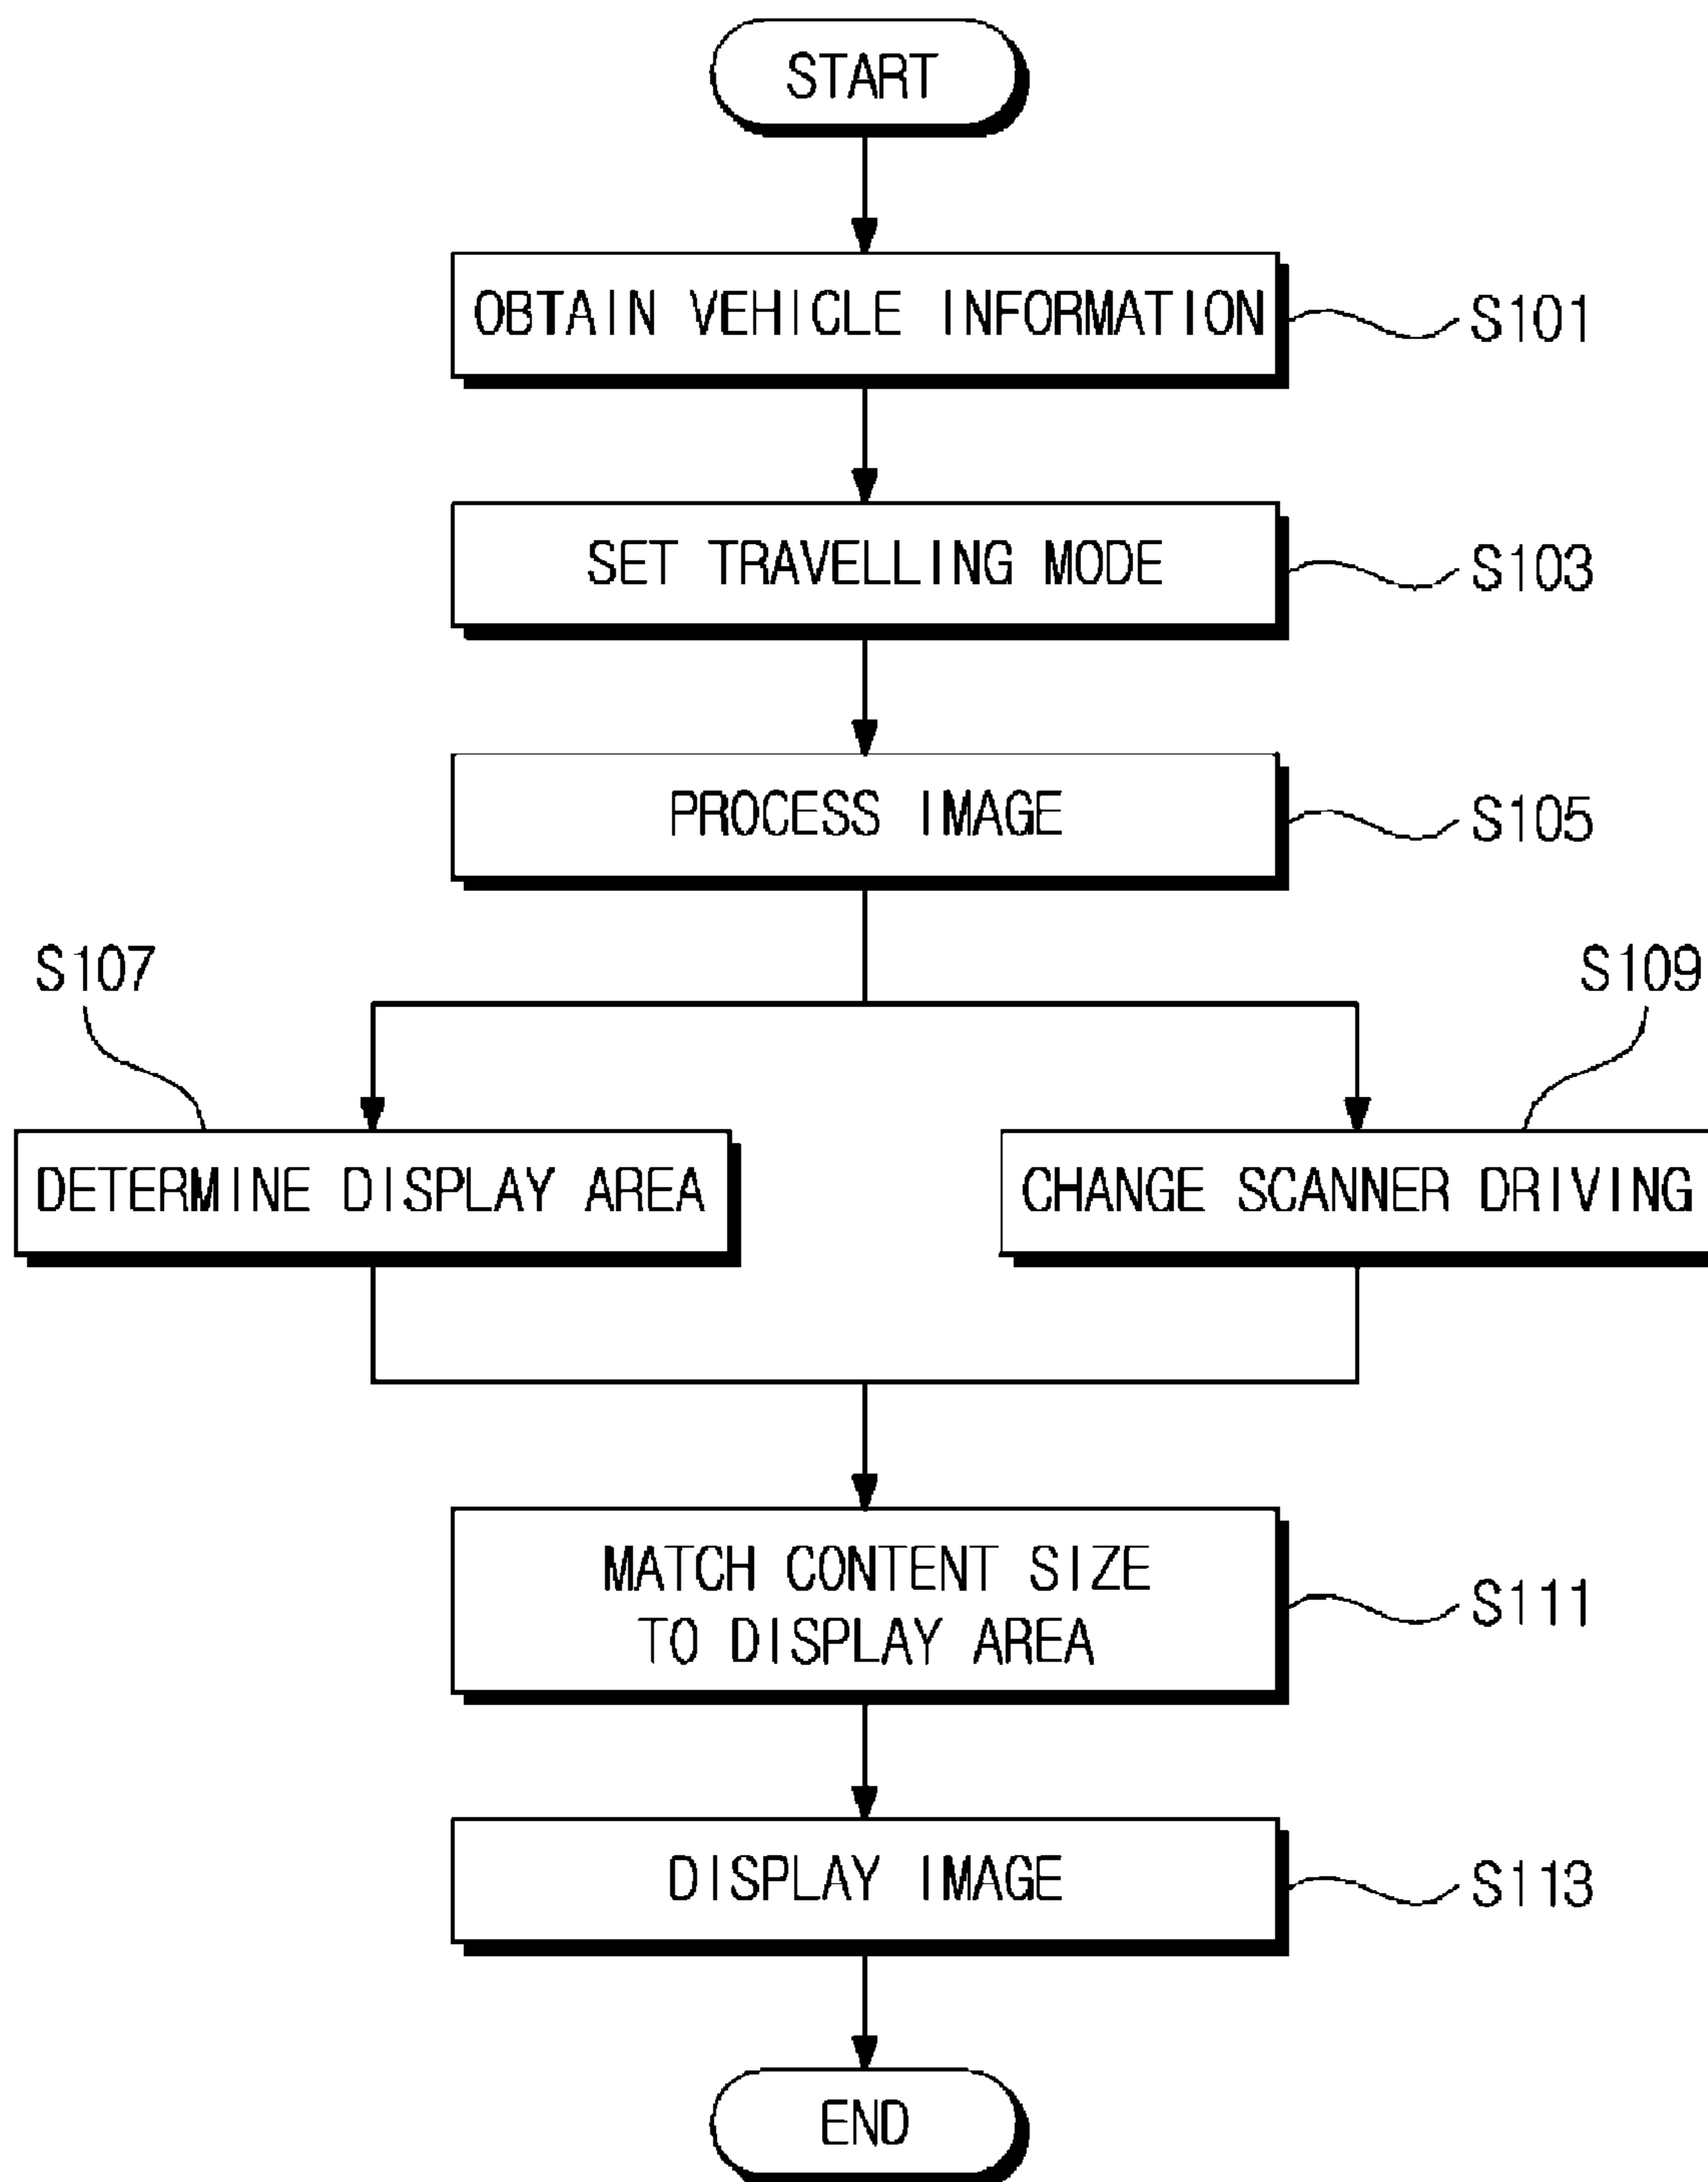 START
OBTAIN VEHICLE INFORMATION
S101
SET TRAVELLING MODE
S103
PROCESS IMAGE
S105
S107
S109
DETERMINE DISPLAY AREA
CHANGE SCANNER DRIVING
MATCH CONTENT SIZE
TO DISPLAY AREA
S111
DISPLAY IMAGE
S113
END